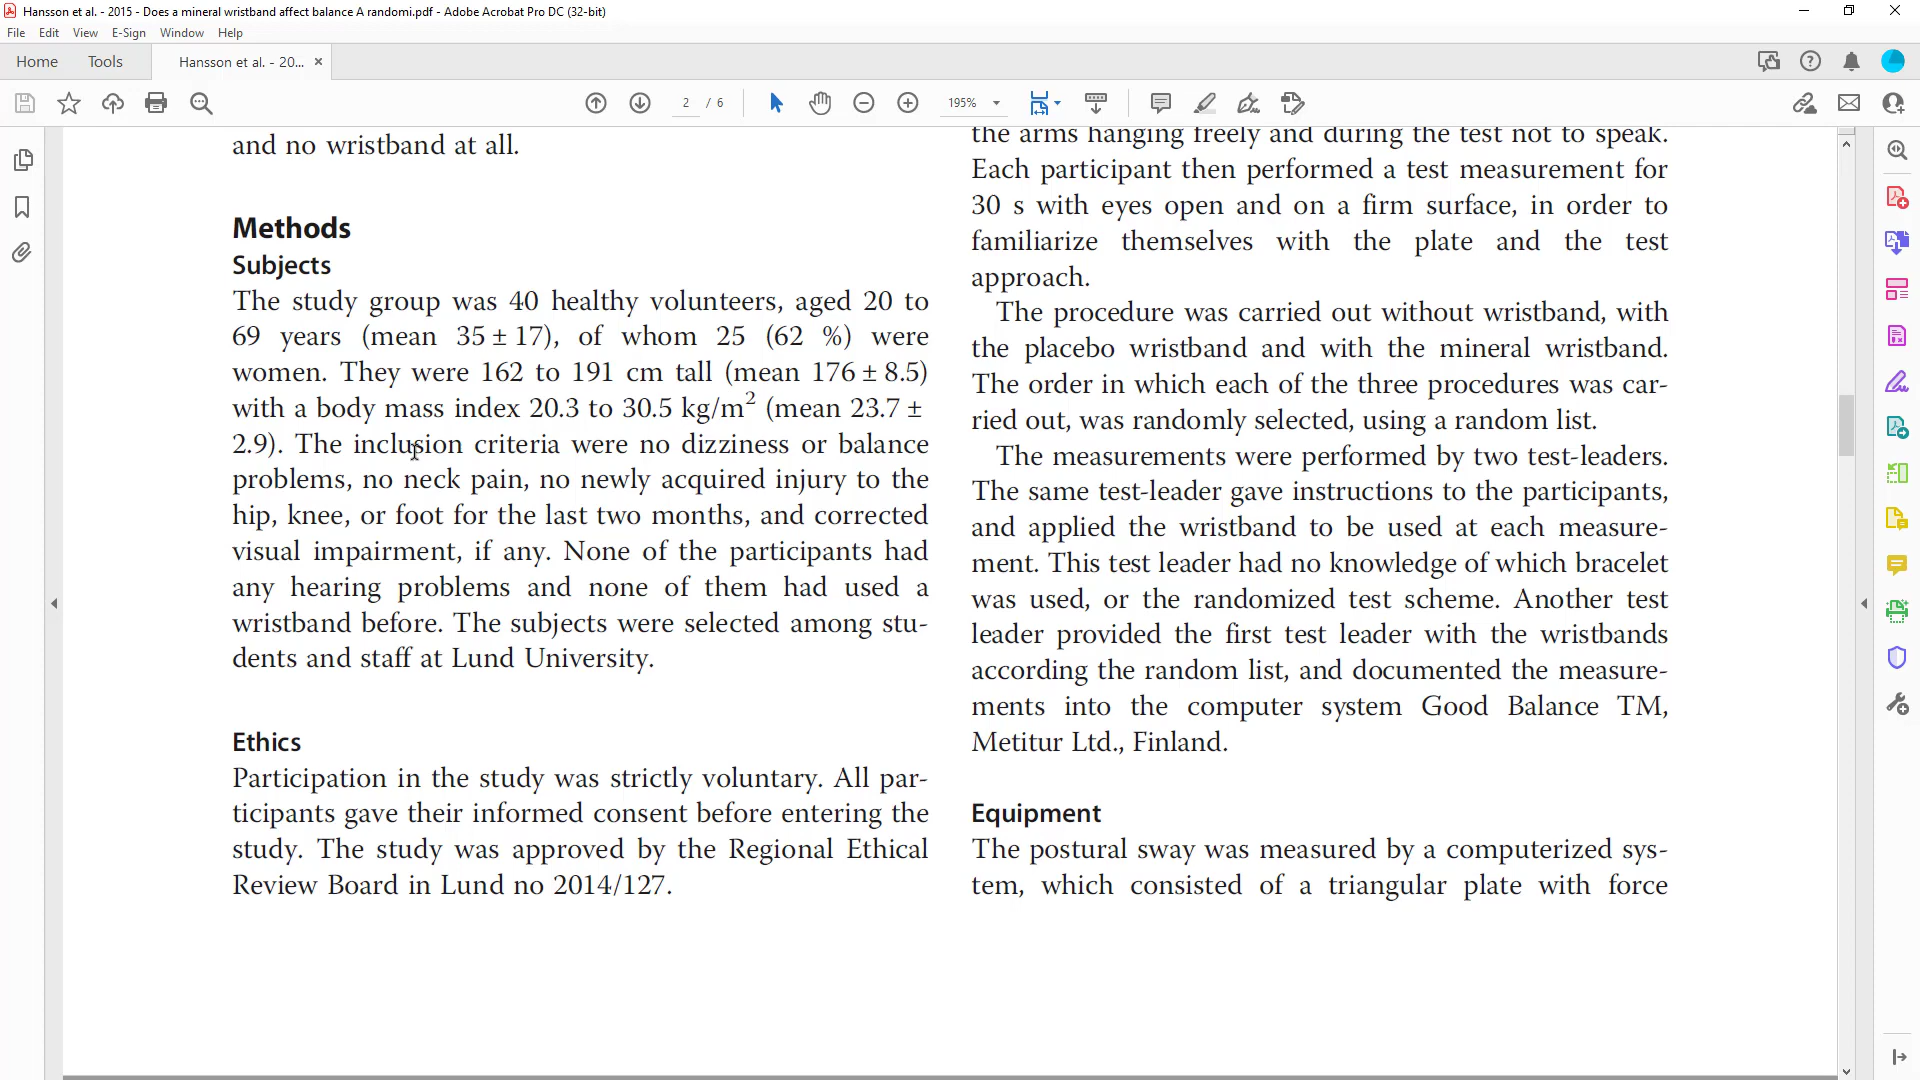 Hansson et al. - 2015 - Does a mineral wristband affect balance A randomi.pdf - Adobe Acrobat Pro DC (32-bit)
File Edit View E-Sign Window Help
Home Tools Hansson et al. - 20... ×
2 / 6 195%
and no wristband at all.
Methods
Subjects
The study group was 40 healthy volunteers, aged 20 to
69 years (mean 35 ± 17), of whom 25 (62 %) were
women. They were 162 to 191 cm tall (mean 176 ± 8.5)
with a body mass index 20.3 to 30.5 kg/m² (mean 23.7 ±
2.9). The inclusion criteria were no dizziness or balance
problems, no neck pain, no newly acquired injury to the
hip, knee, or foot for the last two months, and corrected
visual impairment, if any. None of the participants had
any hearing problems and none of them had used a
wristband before. The subjects were selected among stu-
dents and staff at Lund University.
Ethics
Participation in the study was strictly voluntary. All par-
ticipants gave their informed consent before entering the
study. The study was approved by the Regional Ethical
Review Board in Lund no 2014/127.
the arms hanging freely and during the test not to speak.
Each participant then performed a test measurement for
30 s with eyes open and on a firm surface, in order to
familiarize themselves with the plate and the test
approach.
The procedure was carried out without wristband, with
the placebo wristband and with the mineral wristband.
The order in which each of the three procedures was car-
ried out, was randomly selected, using a random list.
The measurements were performed by two test-leaders.
The same test-leader gave instructions to the participants,
and applied the wristband to be used at each measure-
ment. This test leader had no knowledge of which bracelet
was used, or the randomized test scheme. Another test
leader provided the first test leader with the wristbands
according the random list, and documented the measure-
ments into the computer system Good Balance TM,
Metitur Ltd., Finland.
Equipment
The postural sway was measured by a computerized sys-
tem, which consisted of a triangular plate with force